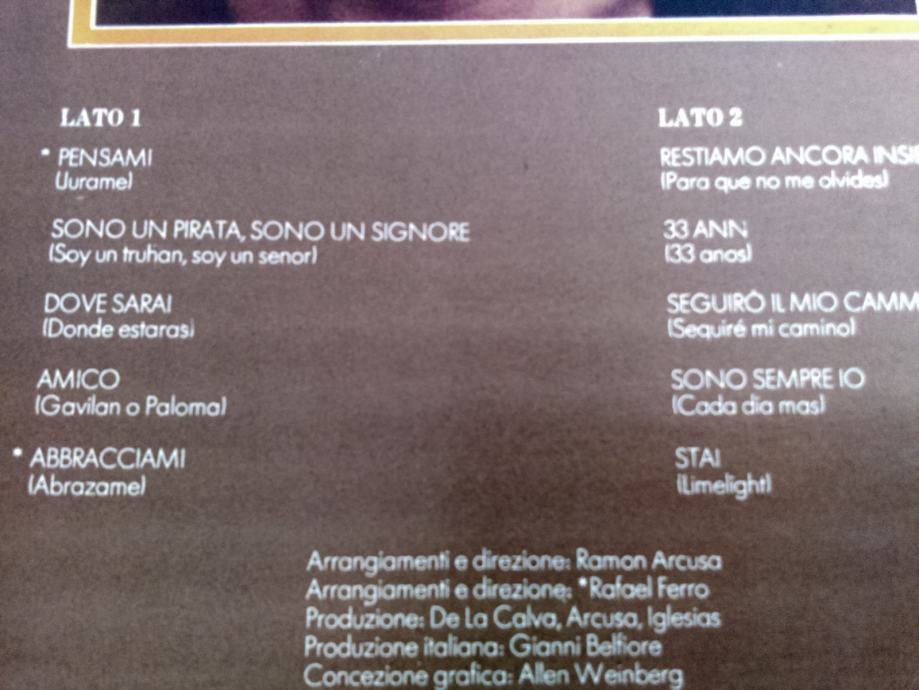 LATO 1
* PENSAMI
(Jurame)
SONO UN PIRATA, SONO UN SIGNORE
(Soy un truhan, soy un senor)
DOVE SARAI
(Donde estaras)
AMICO
(Gavilan o Paloma)
* ABBRACCIAMI
(Abrazame)
LATO 2
RESTIAMO ANCORA INSIE
(Para que no me olvides)
33 ANNI
(33 anos)
SEGUIRÒ IL MIO CAMM
(Seguiré mi camino)
SONO SEMPRE IO
(Cada dia mas)
STAI
(Limelight)
Arrangiamenti e direzione: Ramon Arcusa
Arrangiamenti e direzione: *Rafael Ferro
Produzione: De La Calva, Arcusa, Iglesias
Produzione italiana: Gianni Belfiore
Concezione grafica: Allen Weinberg